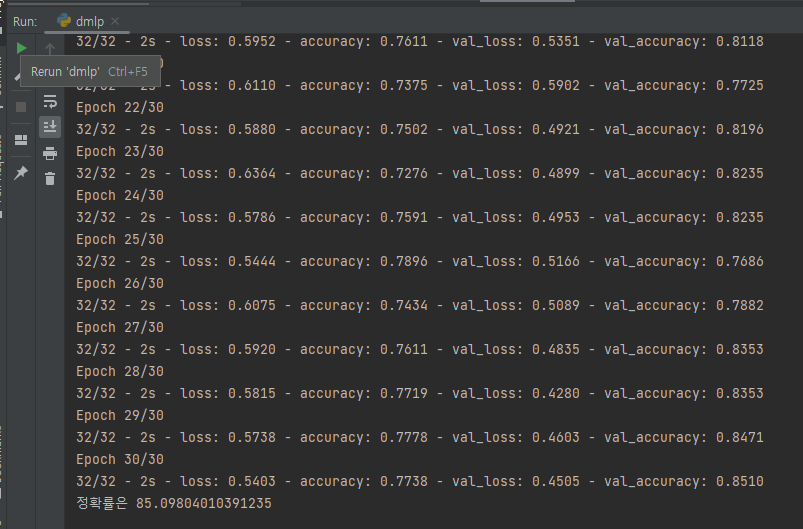 Run:
dmlp
32/32 - 2s - loss: 0.5952 - accuracy: 0.7611 - val_loss: 0.5351 - val_accuracy: 0.8118
Rerun 'dmlp' Ctrl+F5
32/32 - 2s - loss: 0.6110 - accuracy: 0.7375 - val_loss: 0.5902 - val_accuracy: 0.7725
Epoch 22/30
32/32 - 2s - loss: 0.5880 - accuracy: 0.7502 - val_loss: 0.4921 - val_accuracy: 0.8196
Epoch 23/30
32/32 - 2s - loss: 0.6364 - accuracy: 0.7276 - val_loss: 0.4899 - val_accuracy: 0.8235
Epoch 24/30
32/32 - 2s - loss: 0.5786 - accuracy: 0.7591 - val_loss: 0.4953 - val_accuracy: 0.8235
Epoch 25/30
32/32 - 2s - loss: 0.5444 - accuracy: 0.7896 - val_loss: 0.5166 - val_accuracy: 0.7686
Epoch 26/30
32/32 - 2s - loss: 0.6075 - accuracy: 0.7434 - val_loss: 0.5089 - val_accuracy: 0.7882
Epoch 27/30
32/32 - 2s - loss: 0.5920 - accuracy: 0.7611 - val_loss: 0.4835 - val_accuracy: 0.8353
Epoch 28/30
32/32 - 2s - loss: 0.5815 - accuracy: 0.7719 - val_loss: 0.4280 - val_accuracy: 0.8353
Epoch 29/30
32/32 - 2s - loss: 0.5738 - accuracy: 0.7778 - val_loss: 0.4603 - val_accuracy: 0.8471
Epoch 30/30
32/32 - 2s - loss: 0.5403 - accuracy: 0.7738 - val_loss: 0.4505 - val_accuracy: 0.8510
정확률은 85.09804010391235